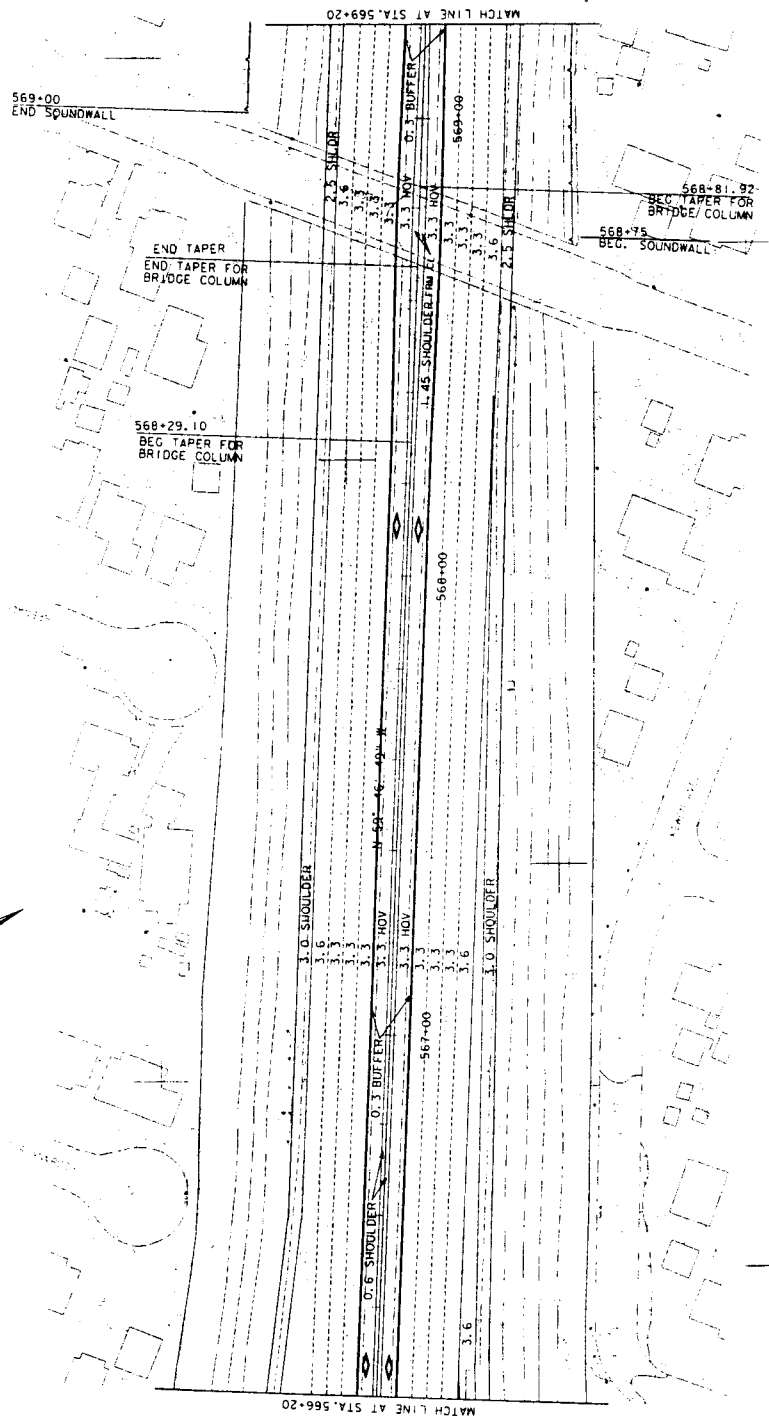 MATCH LINE AT STA.569+20
569+00
END SOUNDWALL
0.3 BUFFER
569+00
2.5 SHLDR
3.6
3.3
3.3
3.3
3.3 HOV
3.3 HOV
3.3
3.3
3.3
3.6
2.5 SHLDR
568+81.92
BEG TAPER FOR
BRIDGE COLUMN
568+75
BEG. SOUNDWALL
END TAPER
END TAPER FOR
BRIDGE COLUMN
1.45 SHOULDER
568+29.10
BEG TAPER FOR
BRIDGE COLUMN
568+00
3.0 SHOULDER
3.6
3.3
3.3
3.3
3.3 HOV
3.3 HOV
3.3
3.3
3.3
3.6
3.0 SHOULDER
567+00
0.3 BUFFER
0.6 SHOULDER
3.6
MATCH LINE AT STA.566+20